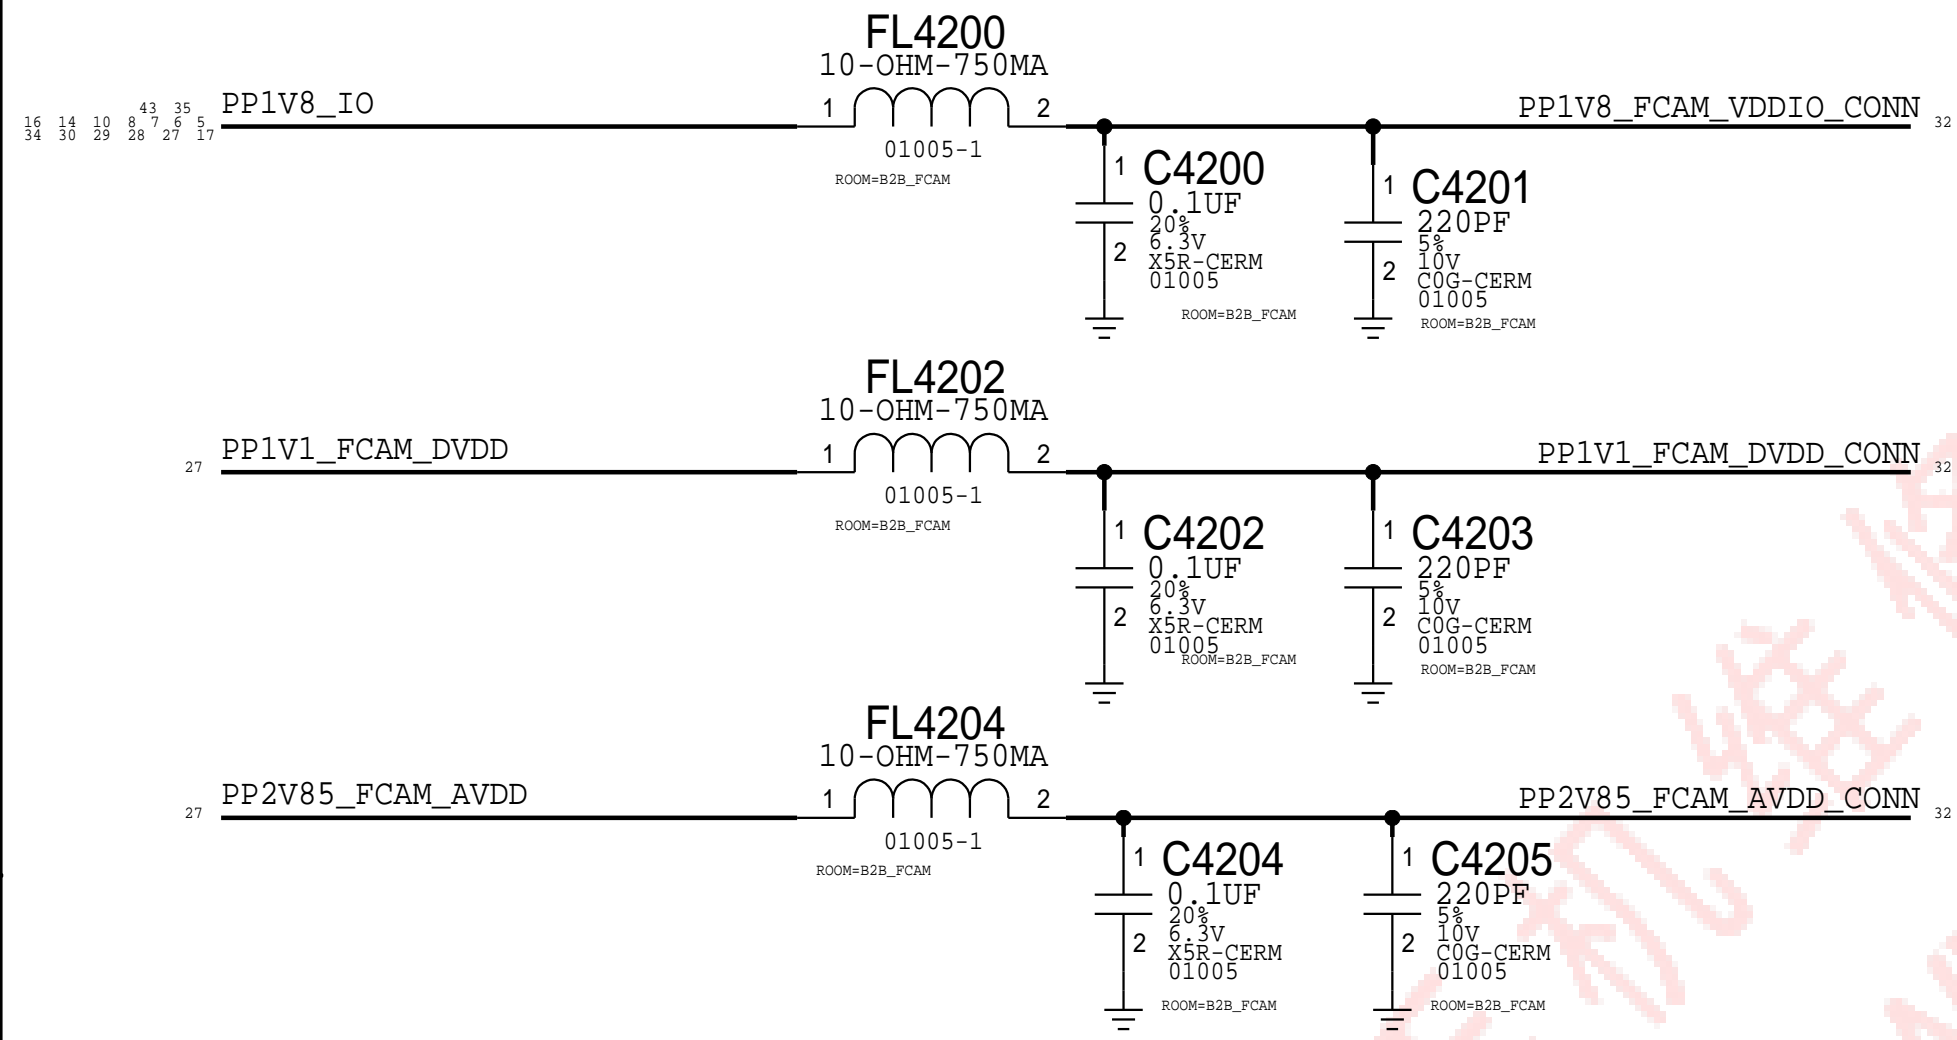 FL4200
10-OHM-750MA
43 35
16 14 10 8 7 6 5
34 30 29 28 27 17
PP1V8_IO
1
2
01005-1
ROOM=B2B_FCAM
PP1V8_FCAM_VDDIO_CONN
32
1
C4200
0.1UF
20%
6.3V
2
X5R-CERM
01005
ROOM=B2B_FCAM
1
C4201
220PF
5%
10V
2
C0G-CERM
01005
ROOM=B2B_FCAM
FL4202
10-OHM-750MA
27
PP1V1_FCAM_DVDD
1
2
01005-1
ROOM=B2B_FCAM
PP1V1_FCAM_DVDD_CONN
32
1
C4202
0.1UF
20%
6.3V
2
X5R-CERM
01005
ROOM=B2B_FCAM
1
C4203
220PF
5%
10V
2
C0G-CERM
01005
ROOM=B2B_FCAM
FL4204
10-OHM-750MA
27
PP2V85_FCAM_AVDD
1
2
01005-1
ROOM=B2B_FCAM
PP2V85_FCAM_AVDD_CONN
32
1
C4204
0.1UF
20%
6.3V
2
X5R-CERM
01005
ROOM=B2B_FCAM
1
C4205
220PF
5%
10V
2
C0G-CERM
01005
ROOM=B2B_FCAM